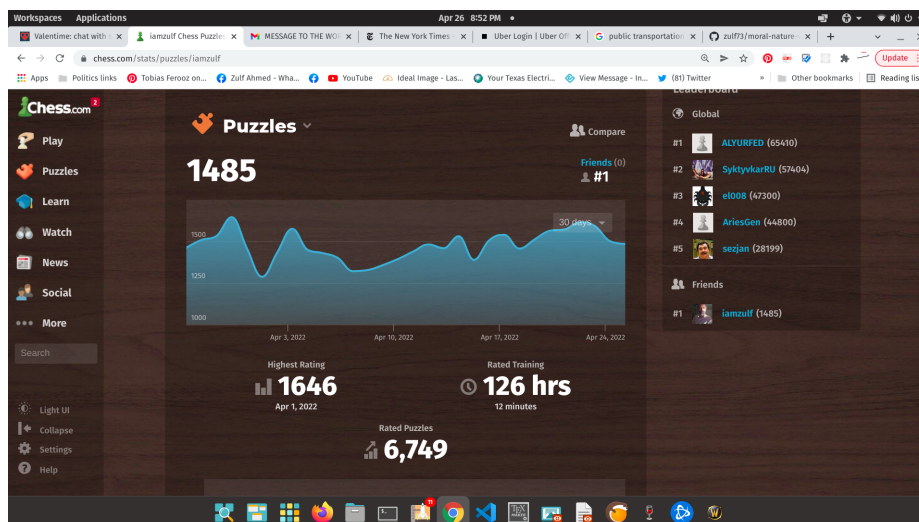 Workspaces Applications
Apr 26 8:52 PM
Valentime: chat with s
iamzulf Chess Puzzles
MESSAGE TO THE WOR
The New York Times -
Uber Login | Uber Off
public transportation
zulf73/moral-nature-
chess.com/stats/puzzles/iamzulf
Update
Apps
Politics links
Tobias Ferooz on...
Zulf Ahmed - Wha...
YouTube
Ideal Image - Las...
Your Texas Electri...
View Message - In...
(81) Twitter
»
Other bookmarks
Reading lis
Chess.com
2
Play
Puzzles
Learn
Watch
News
Social
More
Search
Light UI
Collapse
Settings
Help
Puzzles
Compare
1485
Friends (0)
#1
30 days
1500
1250
1000
Apr 3, 2022
Apr 10, 2022
Apr 17, 2022
Apr 24, 2022
Highest Rating
1646
Apr 1, 2022
Rated Training
126 hrs
12 minutes
Rated Puzzles
6,749
Leaderboard
Global
#1 ALYURFED (65410)
#2 SyktyvkarRU (57404)
#3 el008 (47300)
#4 AriesGen (44800)
#5 sezjan (28199)
Friends
#1 iamzulf (1485)
11
TEX